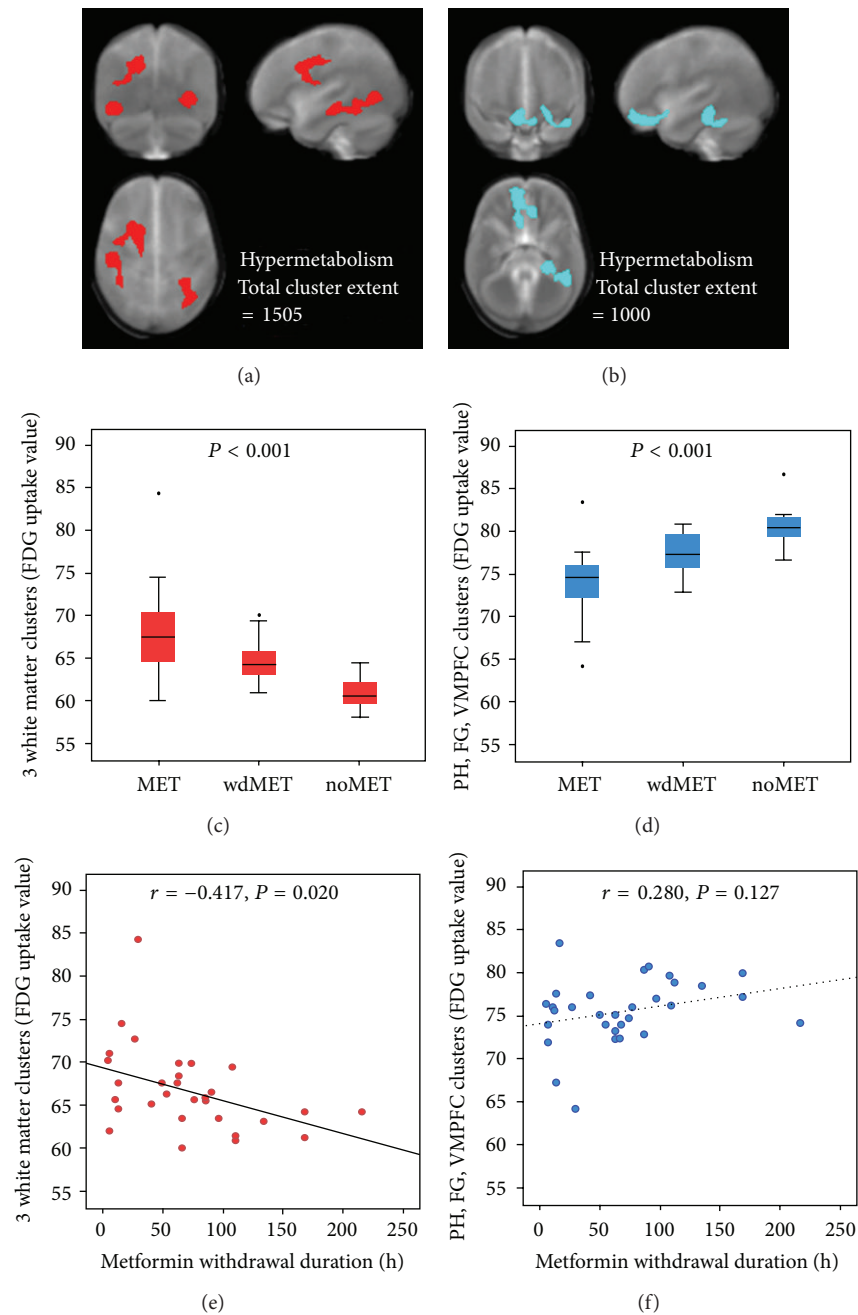 Hypermetabolism
Total cluster extent
= 1505
(a)
Hypermetabolism
Total cluster extent
= 1000
(b)
3 white matter clusters (FDG uptake value)
90
85
80
75
70
65
60
55
P < 0.001
MET wdMET noMET
(c)
PH, FG, VMPFC clusters (FDG uptake value)
90
85
80
75
70
65
60
55
P < 0.001
MET wdMET noMET
(d)
3 white matter clusters (FDG uptake value)
90
85
80
75
70
65
60
55
r = −0.417, P = 0.020
0 50 100 150 200 250
Metformin withdrawal duration (h)
(e)
PH, FG, VMPFC clusters (FDG uptake value)
90
85
80
75
70
65
60
55
r = 0.280, P = 0.127
0 50 100 150 200 250
Metformin withdrawal duration (h)
(f)